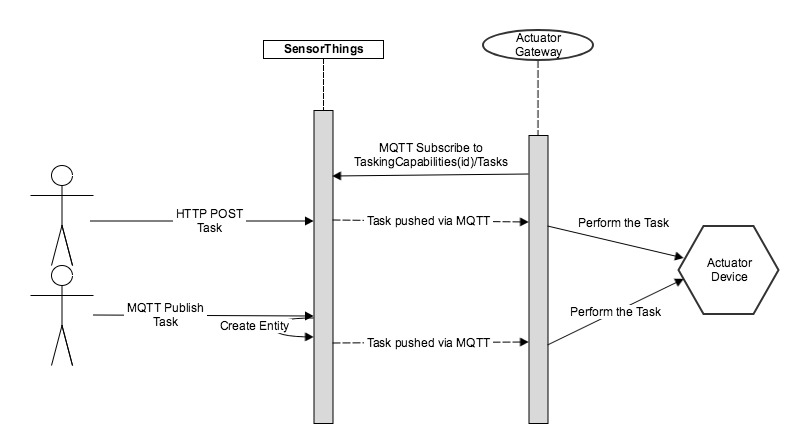 SensorThings
Actuator
Gateway
MQTT Subscribe to
TaskingCapabilities(id)/Tasks
HTTP POST
Task
Task pushed via MQTT
Perform the Task
Actuator
Device
MQTT Publish
Task
Create Entity
Task pushed via MQTT
Perform the Task